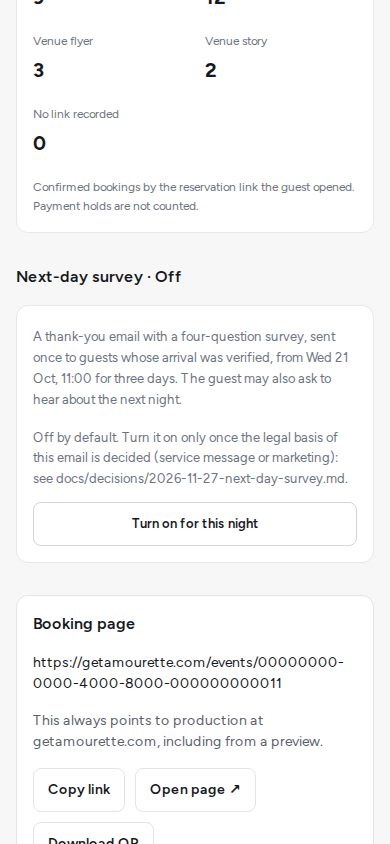 9 12
Venue flyer Venue story
3 2
No link recorded
0
Confirmed bookings by the reservation link the guest opened.
Payment holds are not counted.
Next-day survey · Off
A thank-you email with a four-question survey, sent
once to guests whose arrival was verified, from Wed 21
Oct, 11:00 for three days. The guest may also ask to
hear about the next night.
Off by default. Turn it on only once the legal basis of
this email is decided (service message or marketing):
see docs/decisions/2026-11-27-next-day-survey.md.
Turn on for this night
Booking page
https://getamourette.com/events/00000000-
0000-4000-8000-000000000011
This always points to production at
getamourette.com, including from a preview.
Copy link Open page ↗
Download QR